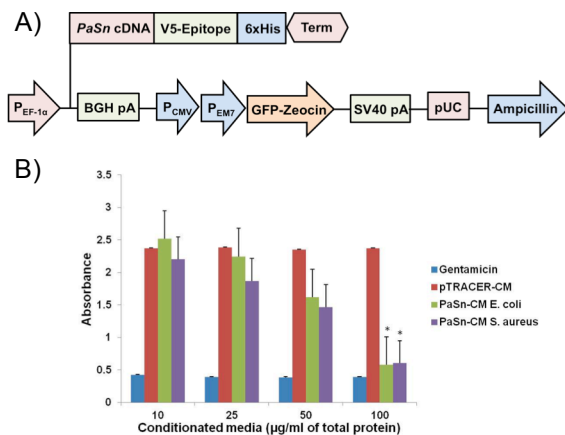 A)
PaSn cDNA V5-Epitope 6xHis Term
PEF-1α BGH pA PCMV PEM7 GFP-Zeocin SV40 pA pUC Ampicillin
B)
3.5
3
2.5
2
1.5
1
0.5
0
Absorbance
* *
10 25 50 100
Conditionated media (µg/ml of total protein)
Gentamicin
pTRACER-CM
PaSn-CM E. coli
PaSn-CM S. aureus